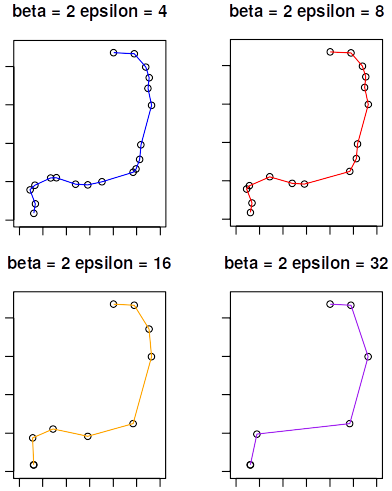 beta = 2 epsilon = 4
beta = 2 epsilon = 8
beta = 2 epsilon = 16
beta = 2 epsilon = 32